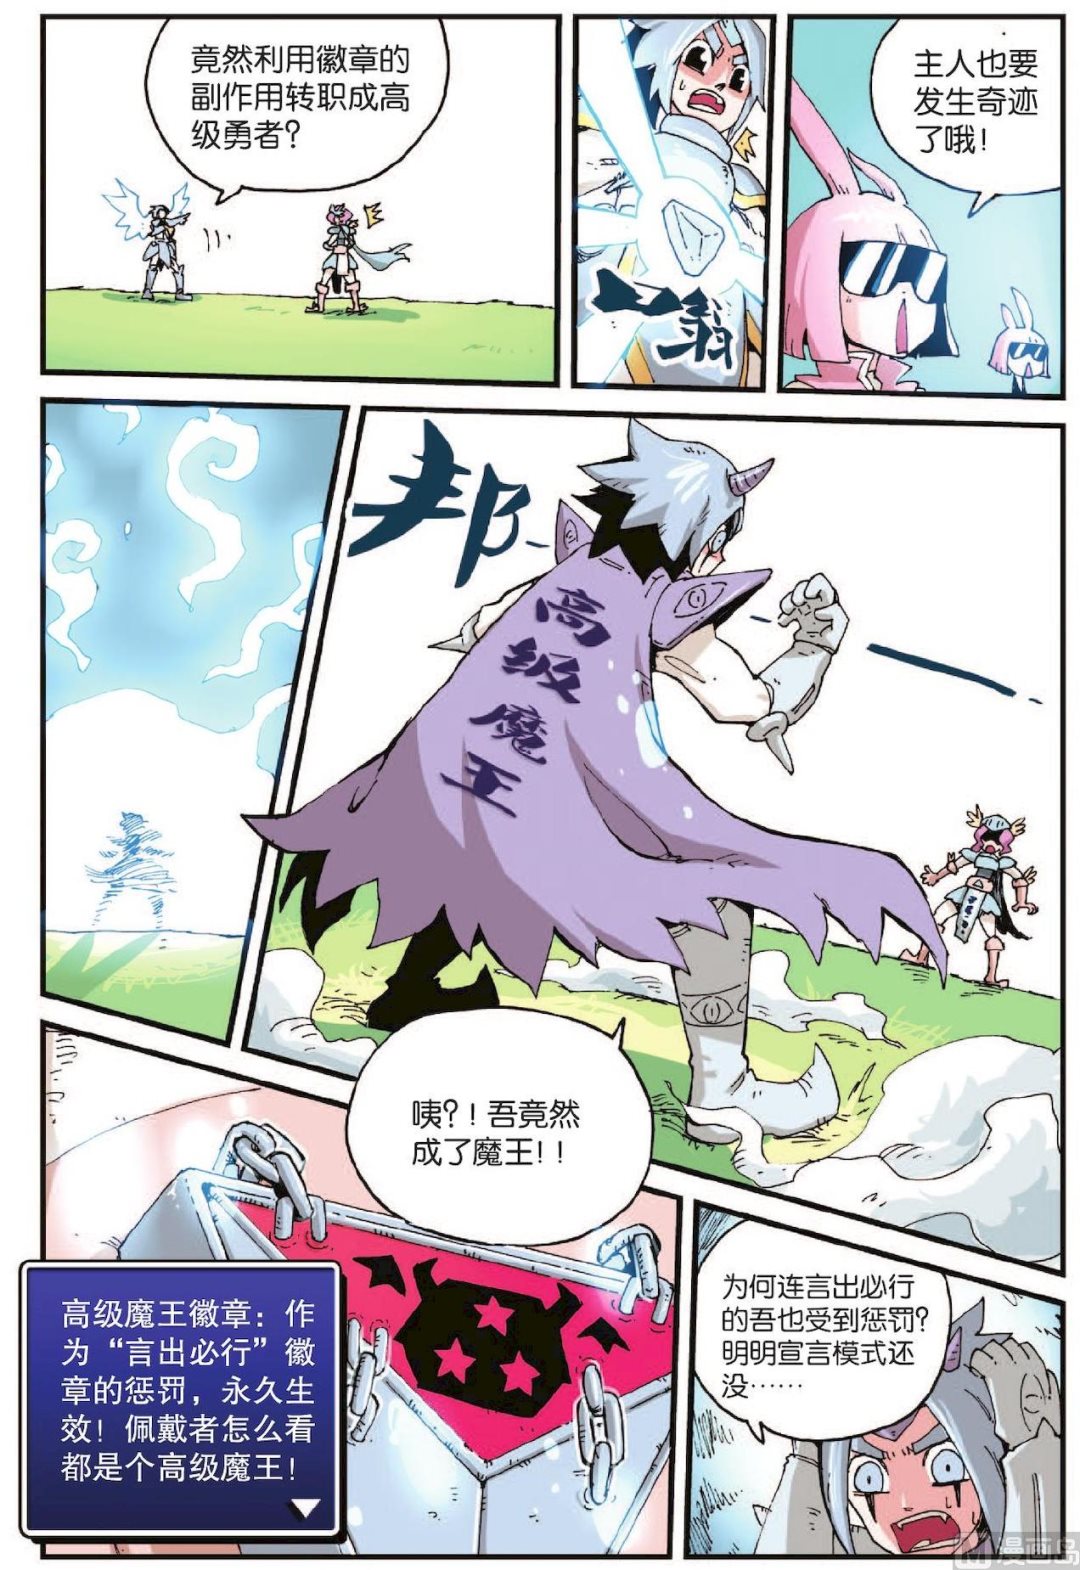 竟然利用徽章的
副作用转职成高
级勇者？
嗡
主人也要
发生奇迹
了哦！
邦
高级魔王
咦？！吾竟然
成了魔王！！
高级魔王徽章：作
为“言出必行”徽
章的惩罚，永久生
效！佩戴者怎么看
都是个高级魔王！
为何连言出必行
的吾也受到惩罚？
明明宣言模式还
没……
漫画岛